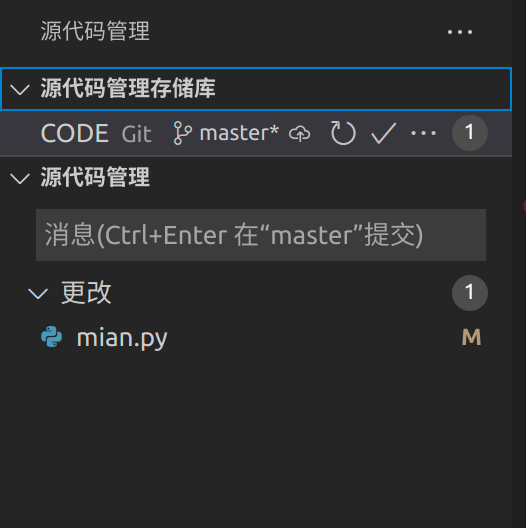 源代码管理 ···
源代码管理存储库
CODE Git master* ··· 1
源代码管理
消息(Ctrl+Enter 在“master”提交)
更改 1
mian.py M